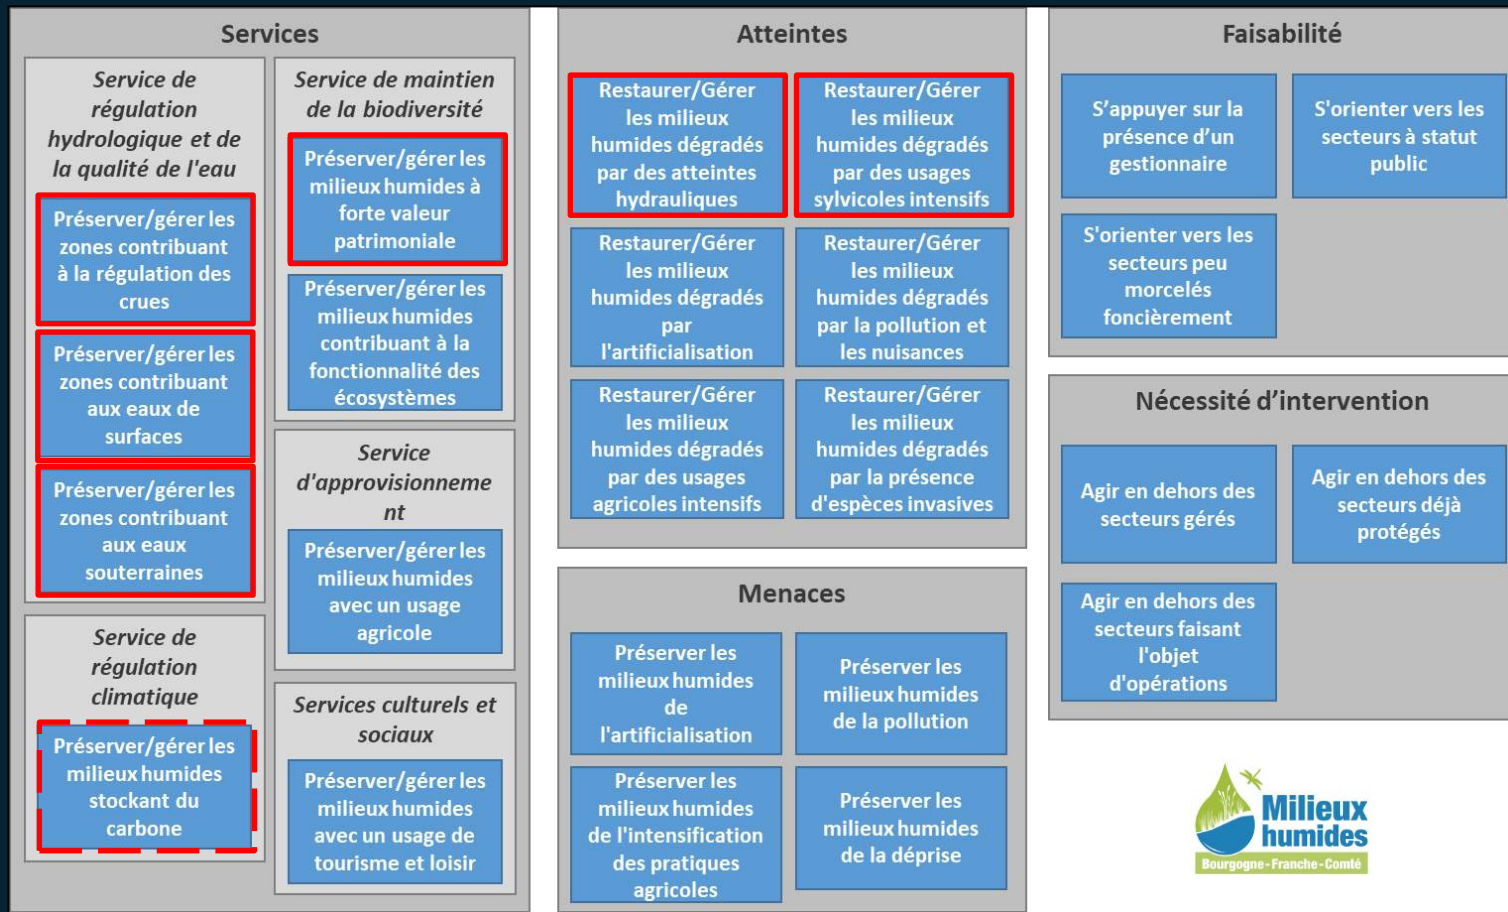 Services
Service de
régulation
hydrologique et de
la qualité de l'eau
Préserver/gérer les
zones contribuant
à la régulation des
crues
Préserver/gérer les
zones contribuant
aux eaux de
surfaces
Préserver/gérer les
zones contribuant
aux eaux
souterraines
Service de
régulation
climatique
Préserver/gérer les
milieux humides
stockant du
carbone
Service de maintien
de la biodiversité
Préserver/gérer les
milieux humides à
forte valeur
patrimoniale
Préserver/gérer les
milieux humides
contribuant à la
fonctionnalité des
écosystèmes
Service
d'approvisionneme
nt
Préserver/gérer les
milieux humides
avec un usage
agricole
Services culturels et
sociaux
Préserver/gérer les
milieux humides
avec un usage de
tourisme et loisir
Atteintes
Restaurer/Gérer
les milieux
humides dégradés
par des atteintes
hydrauliques
Restaurer/Gérer
les milieux
humides dégradés
par des usages
sylvicoles intensifs
Restaurer/Gérer
les milieux
humides dégradés
par
l'artificialisation
Restaurer/Gérer
les milieux
humides dégradés
par la pollution et
les nuisances
Restaurer/Gérer
les milieux
humides dégradés
par des usages
agricoles intensifs
Restaurer/Gérer
les milieux
humides dégradés
par la présence
d'espèces invasives
Menaces
Préserver les
milieux humides
de
l'artificialisation
Préserver les
milieux humides
de la pollution
Préserver les
milieux humides
de l'intensification
des pratiques
agricoles
Préserver les
milieux humides
de la déprise
Faisabilité
S’appuyer sur la
présence d’un
gestionnaire
S'orienter vers les
secteurs à statut
public
S'orienter vers les
secteurs peu
morcelés
foncièrement
Nécessité d’intervention
Agir en dehors des
secteurs gérés
Agir en dehors des
secteurs déjà
protégés
Agir en dehors des
secteurs faisant
l'objet
d'opérations
Milieux
humides
Bourgogne-Franche-Comté